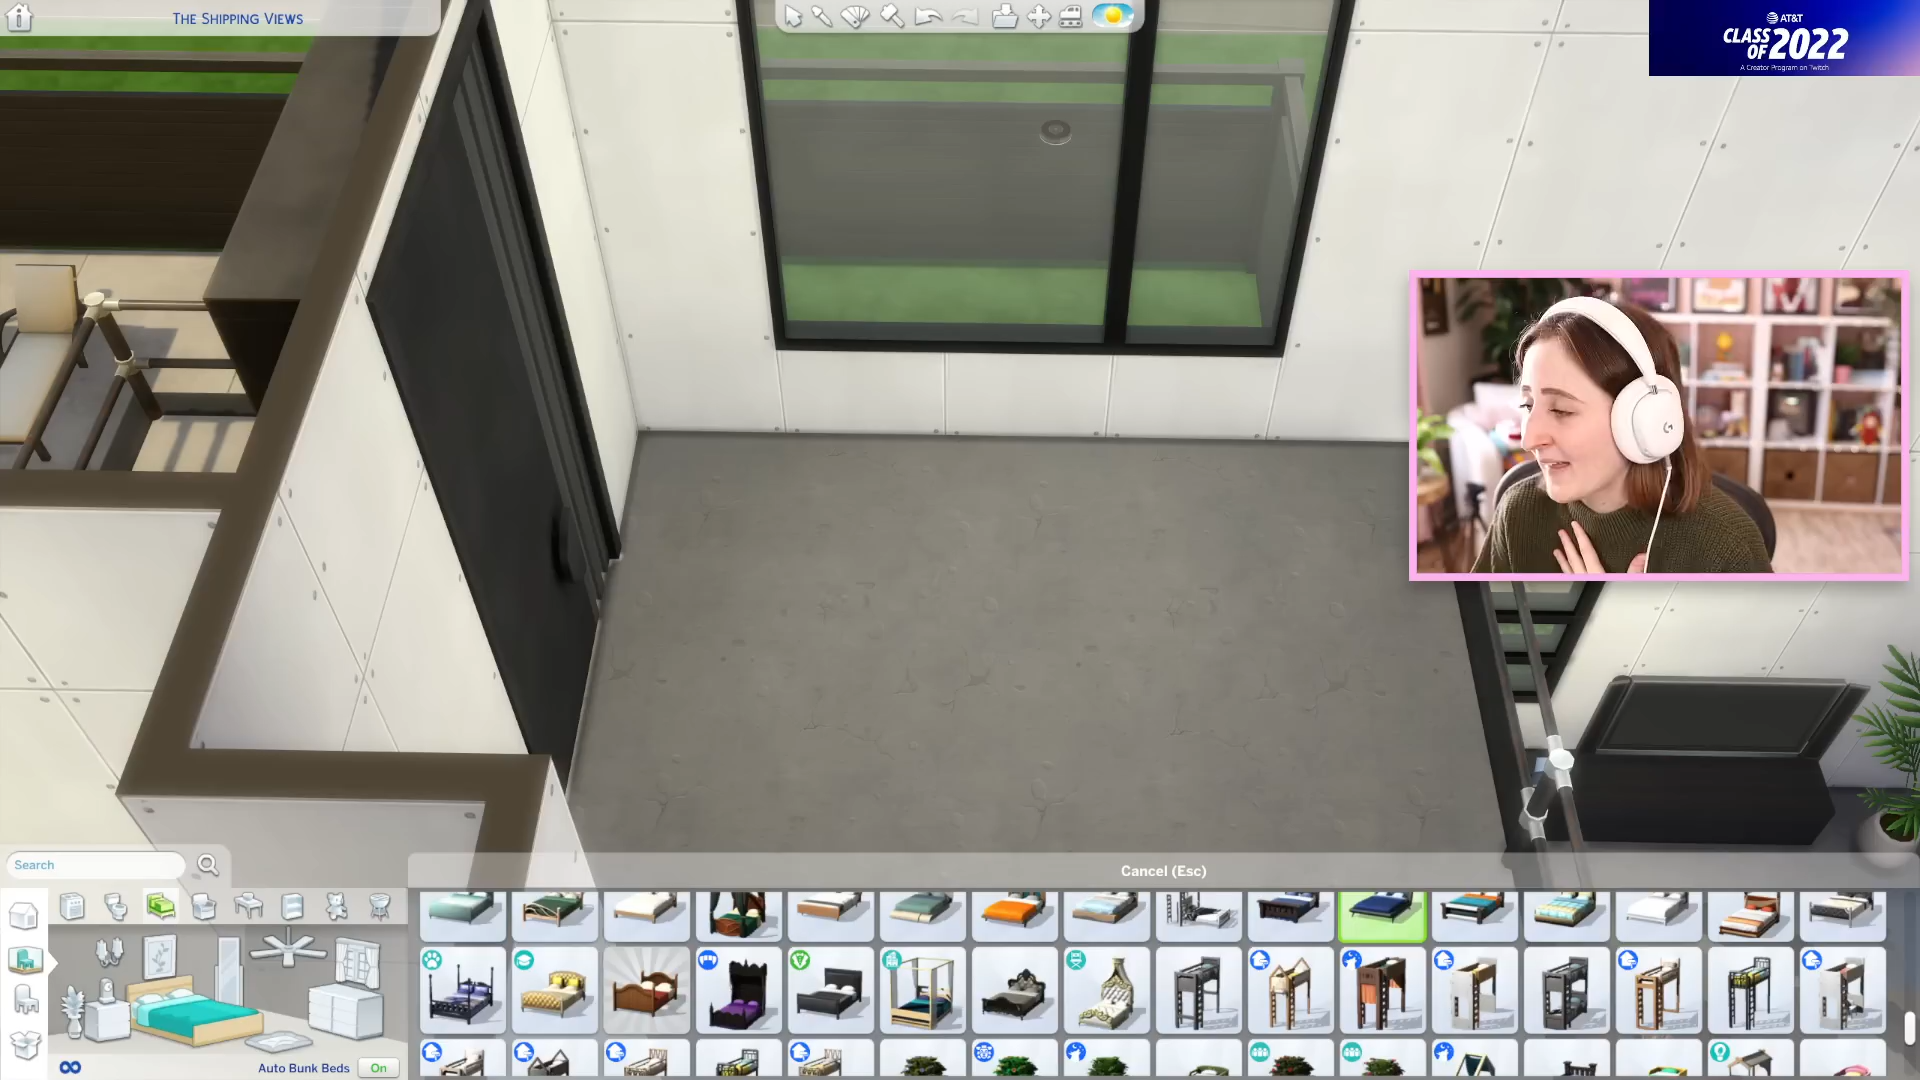 The Shipping Views
AT&T
CLASS
OF 2022
A Creator Program on Twitch
Search
Cancel (Esc)
Auto Bunk Beds
On